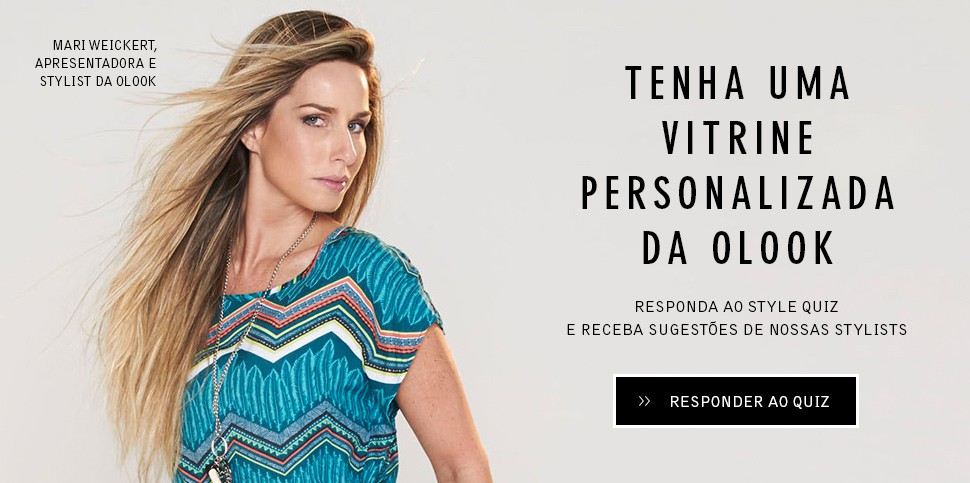 MARI WEICKERT,
APRESENTADORA E
STYLIST DA OLOOK
TENHA UMA
VITRINE
PERSONALIZADA
DA OLOOK
RESPONDA AO STYLE QUIZ
E RECEBA SUGESTÕES DE NOSSAS STYLISTS
>> RESPONDER AO QUIZ